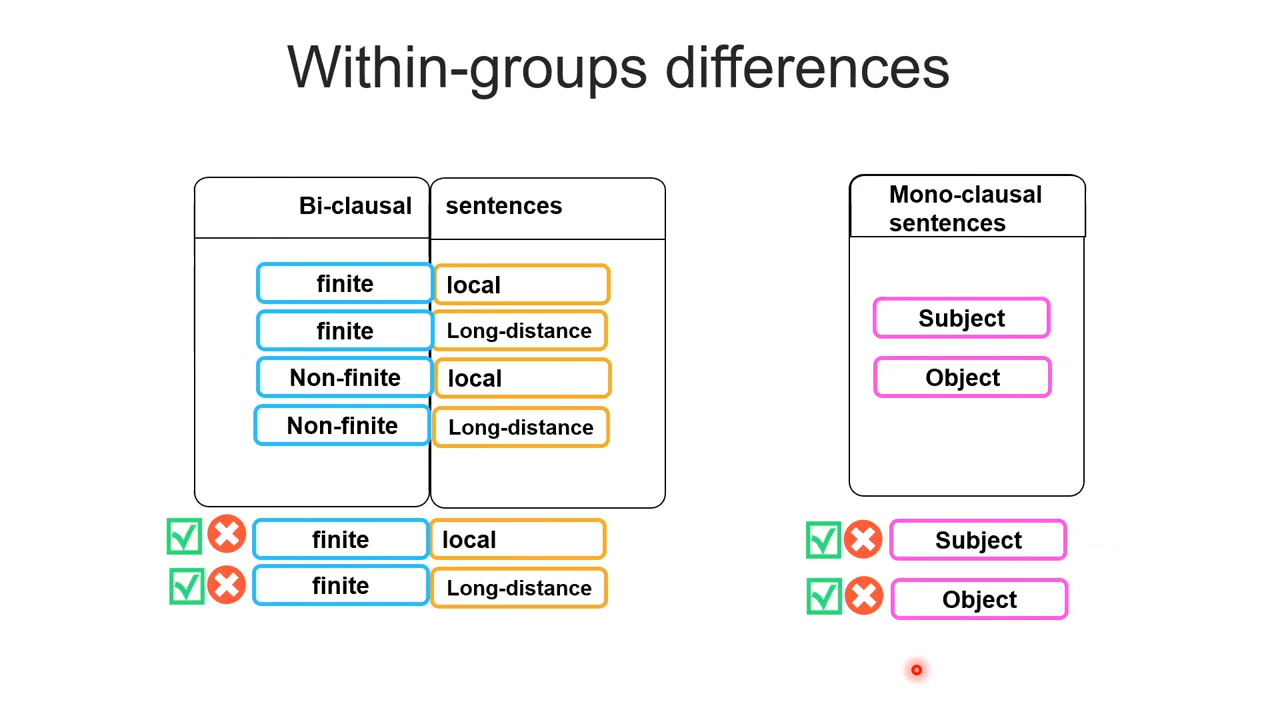 Within-groups differences
Bi-clausal sentences
finite local
finite Long-distance
Non-finite local
Non-finite Long-distance
finite local
finite Long-distance
Mono-clausal
sentences
Subject
Object
Subject
Object